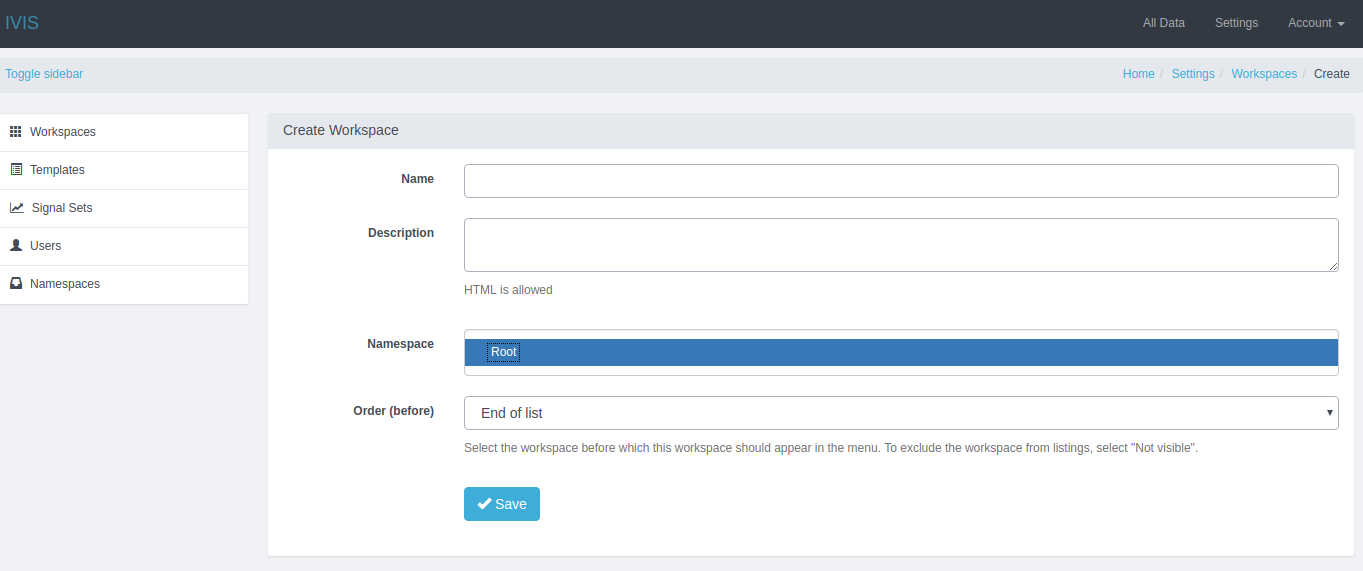 IVIS
All Data Settings Account
Toggle sidebar
Home / Settings / Workspaces / Create
Workspaces
Templates
Signal Sets
Users
Namespaces
Create Workspace
Name
Description
HTML is allowed
Namespace
Root
Order (before)
End of list
Select the workspace before which this workspace should appear in the menu. To exclude the workspace from listings, select "Not visible".
Save